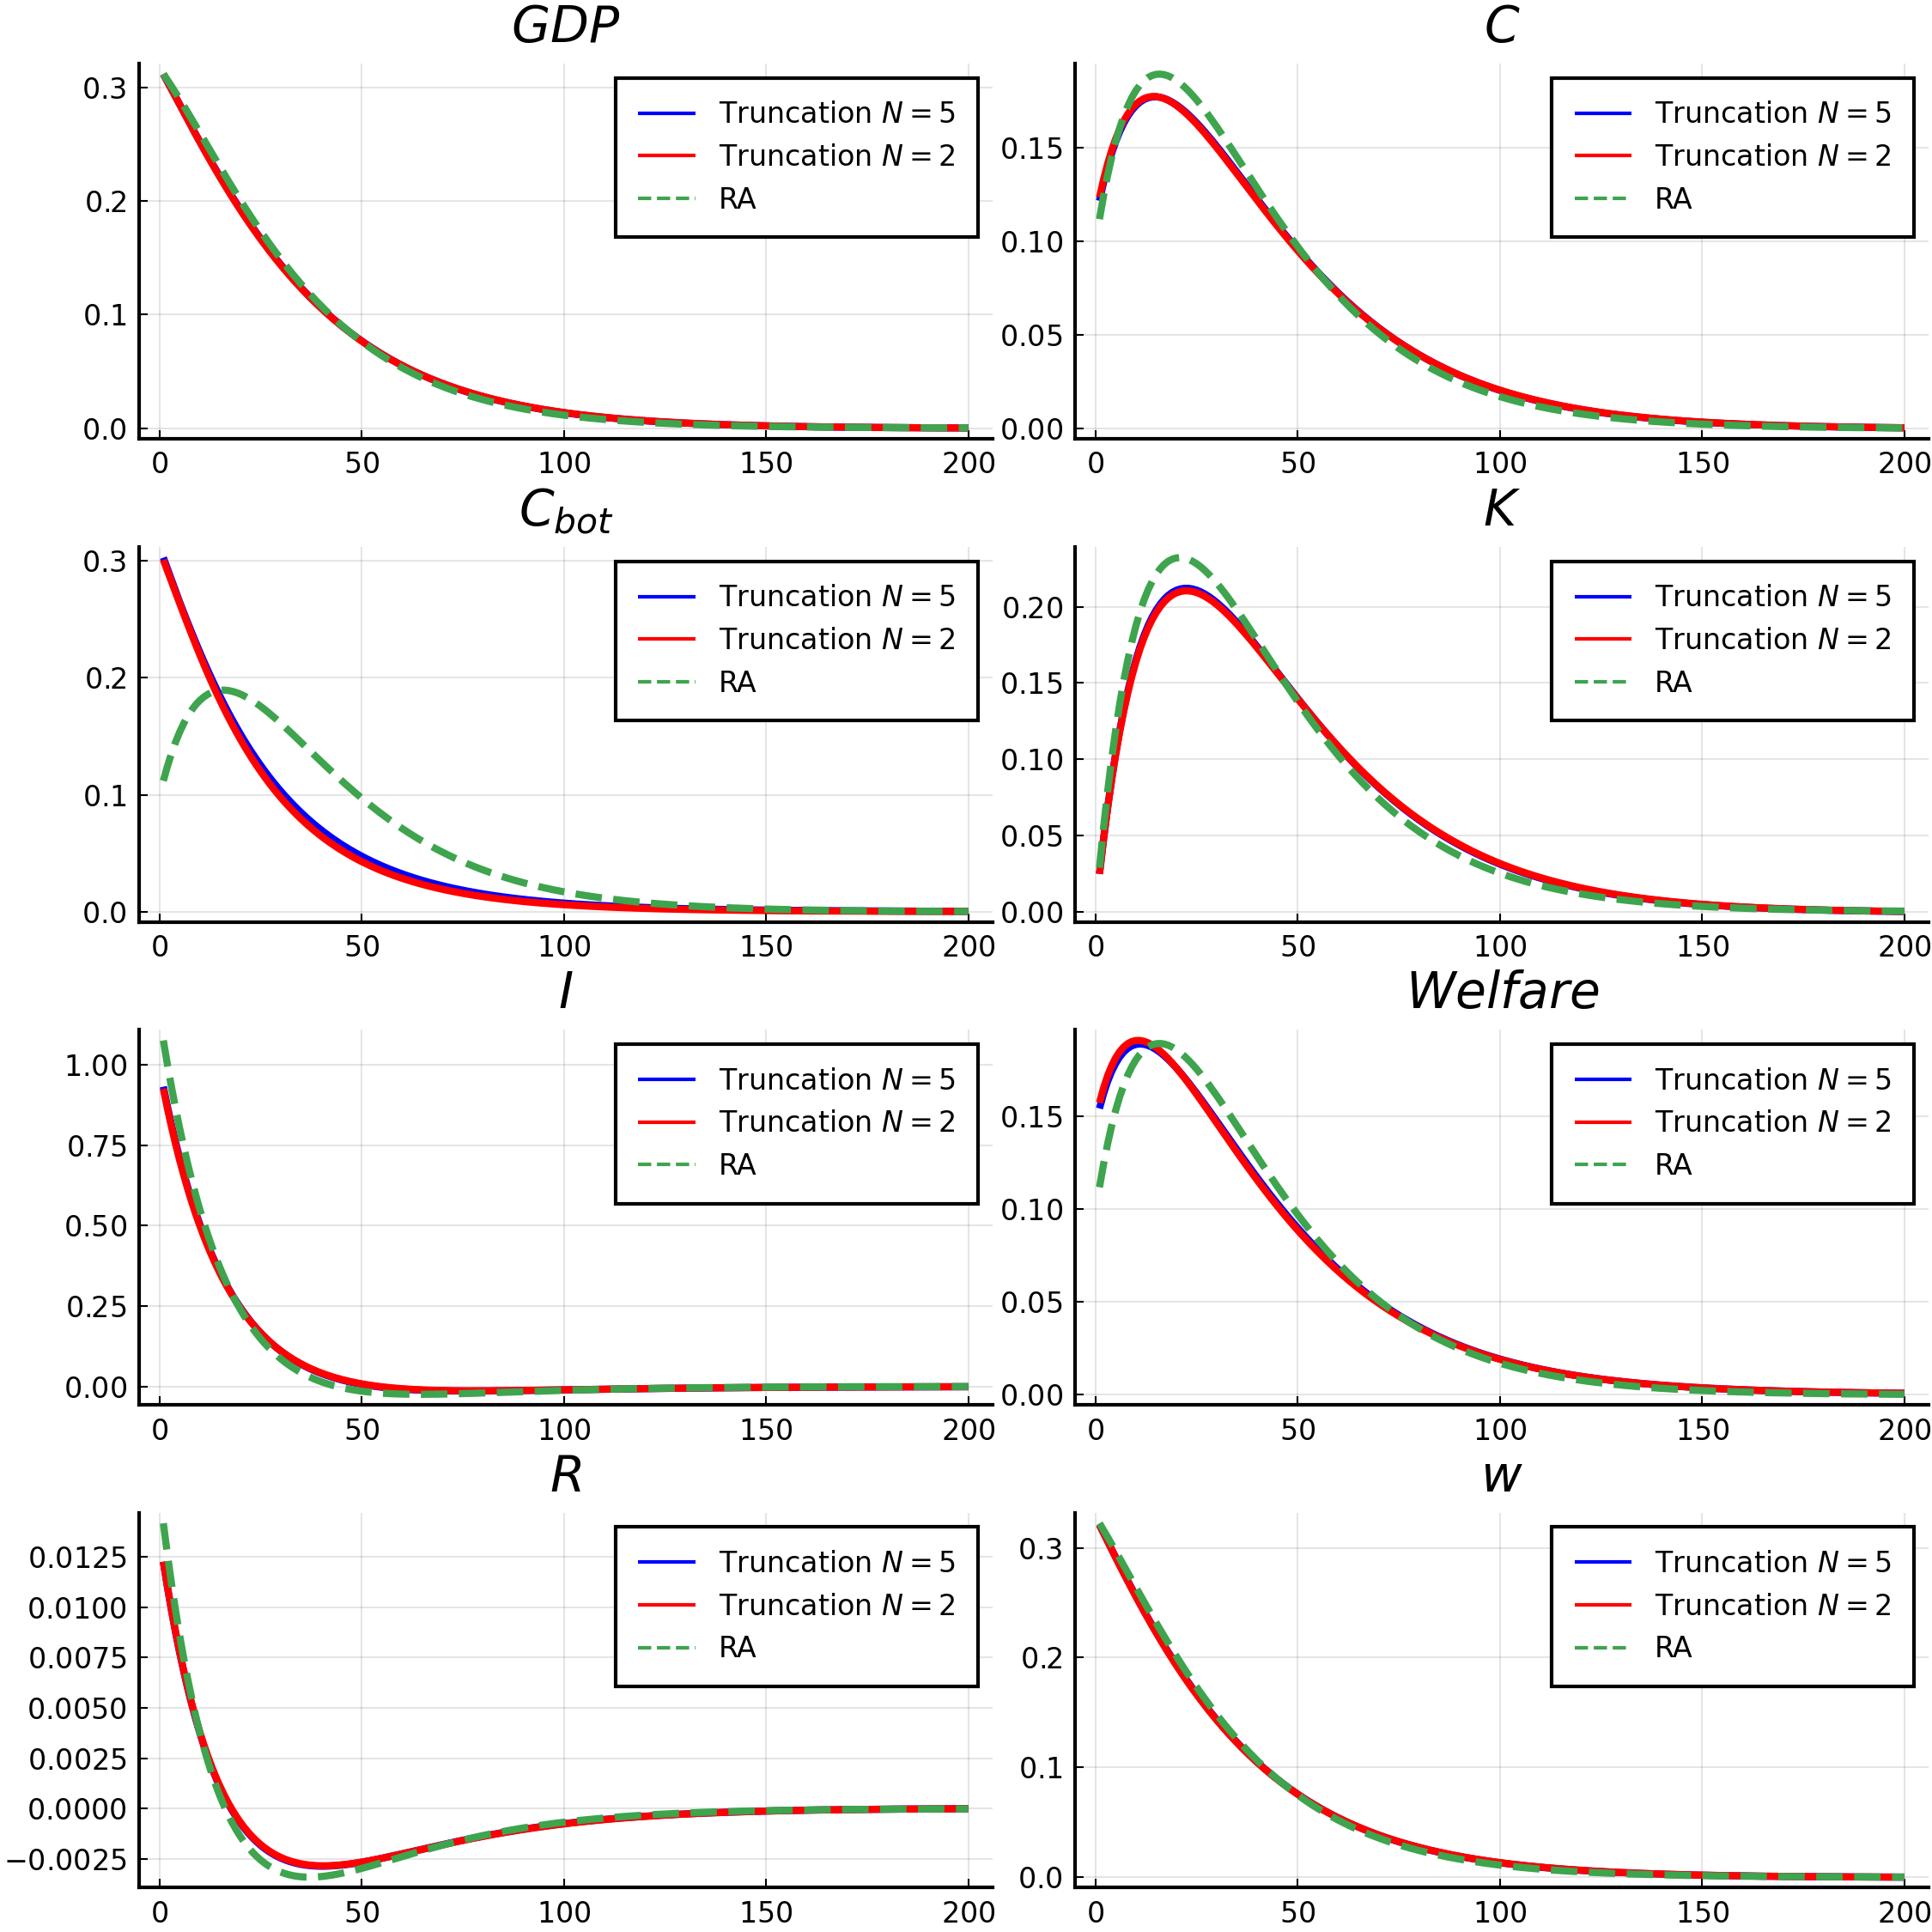 GDP
0.3
0.2
0.1
0.0
0 50 100 150 200
Truncation N = 5
Truncation N = 2
RA
C
0.15
0.10
0.05
0.00
0 50 100 150 200
Truncation N = 5
Truncation N = 2
RA
C_bot
0.3
0.2
0.1
0.0
0 50 100 150 200
Truncation N = 5
Truncation N = 2
RA
K
0.20
0.15
0.10
0.05
0.00
0 50 100 150 200
Truncation N = 5
Truncation N = 2
RA
I
1.00
0.75
0.50
0.25
0.00
0 50 100 150 200
Truncation N = 5
Truncation N = 2
RA
Welfare
0.15
0.10
0.05
0.00
0 50 100 150 200
Truncation N = 5
Truncation N = 2
RA
R
0.0125
0.0100
0.0075
0.0050
0.0025
0.0000
−0.0025
0 50 100 150 200
Truncation N = 5
Truncation N = 2
RA
w
0.3
0.2
0.1
0.0
0 50 100 150 200
Truncation N = 5
Truncation N = 2
RA